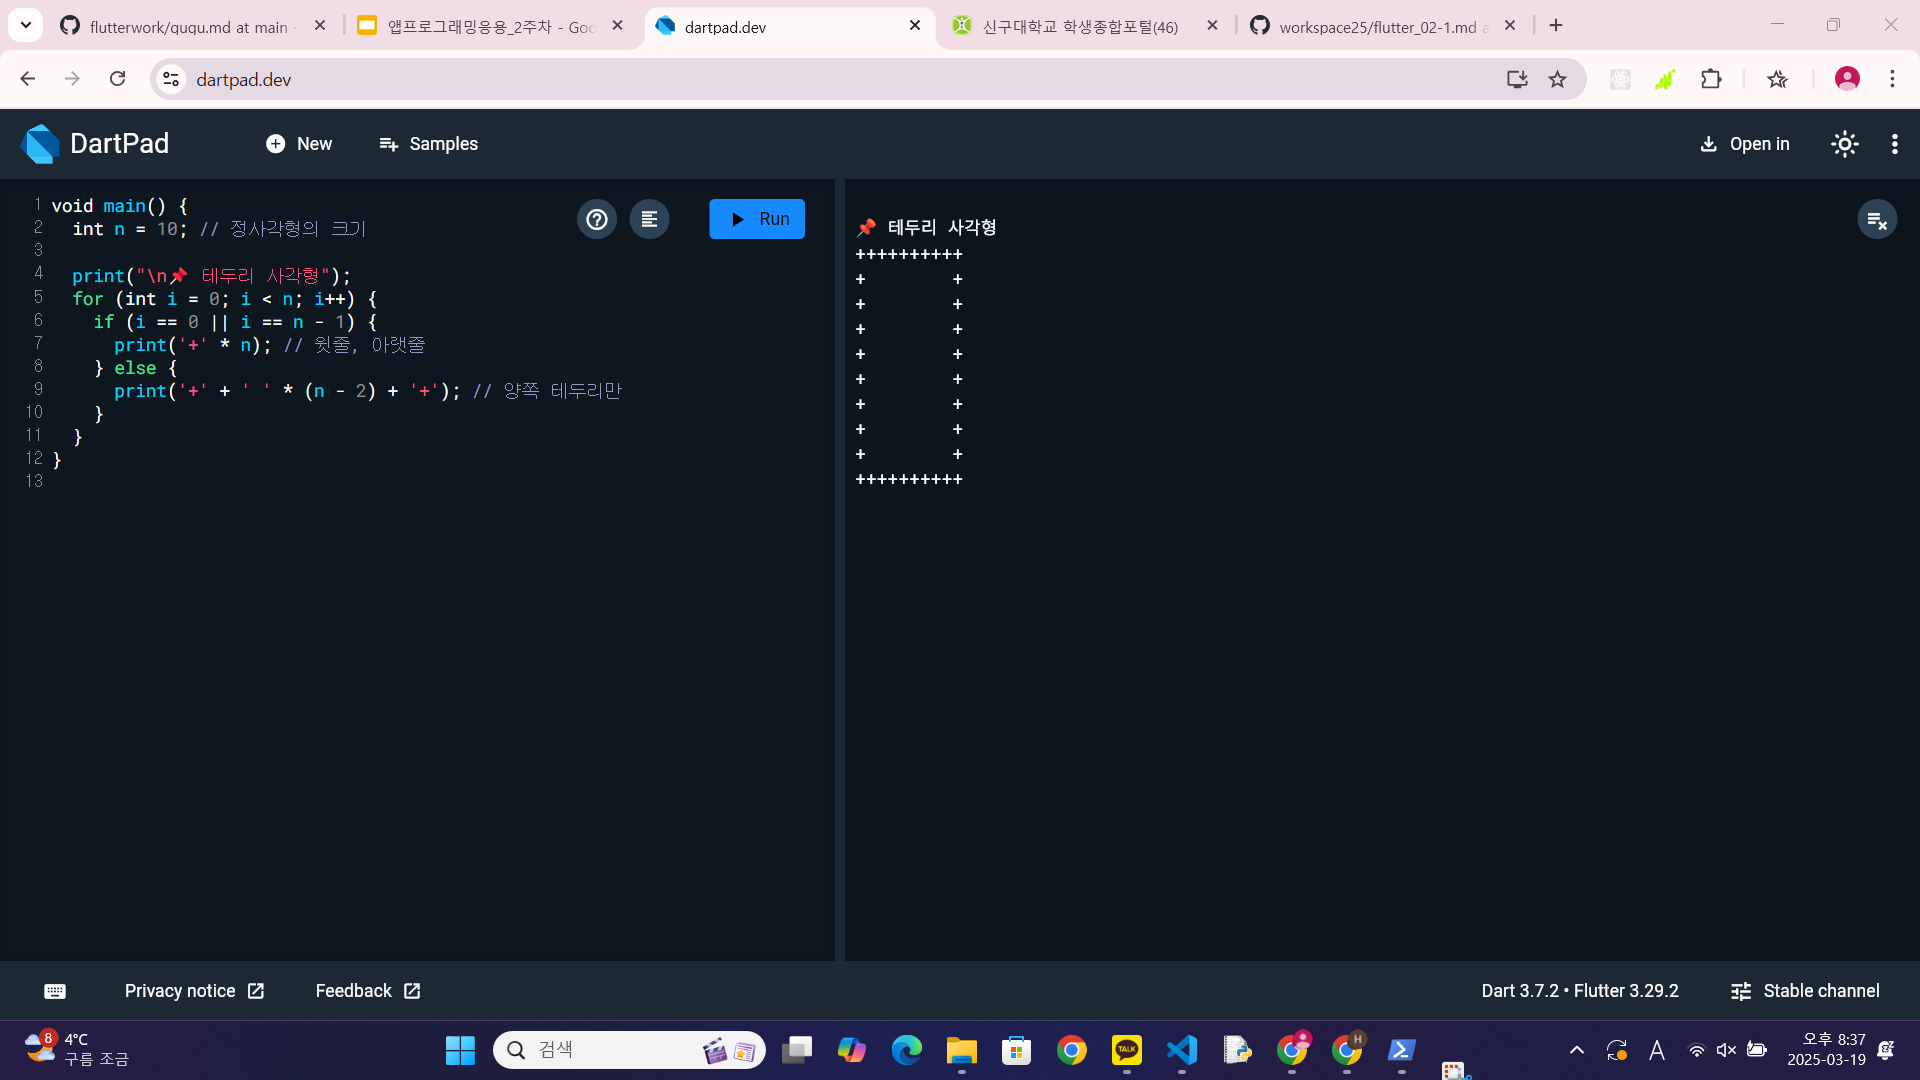 flutterwork/gugu.md at main
앱프로그래밍응용_2주차 - Goo
dartpad.dev
신구대학교 학생종합포털(46)
workspace25/flutter_02-1.md a
dartpad.dev
DartPad
New
Samples
Open in
1 void main() {
2   int n = 10; // 정사각형의 크기
3
4   print("\n📌 테두리 사각형");
5   for (int i = 0; i < n; i++) {
6     if (i == 0 || i == n - 1) {
7       print('+' * n); // 윗줄, 아랫줄
8     } else {
9       print('+' + ' ' * (n - 2) + '+'); // 양쪽 테두리만
10     }
11   }
12 }
13
Run
📌 테두리 사각형
++++++++++
+        +
+        +
+        +
+        +
+        +
+        +
+        +
+        +
++++++++++
Privacy notice
Feedback
Dart 3.7.2 • Flutter 3.29.2
Stable channel
8
4°C
구름 조금
검색
TALK
H
A
오후 8:37
2025-03-19